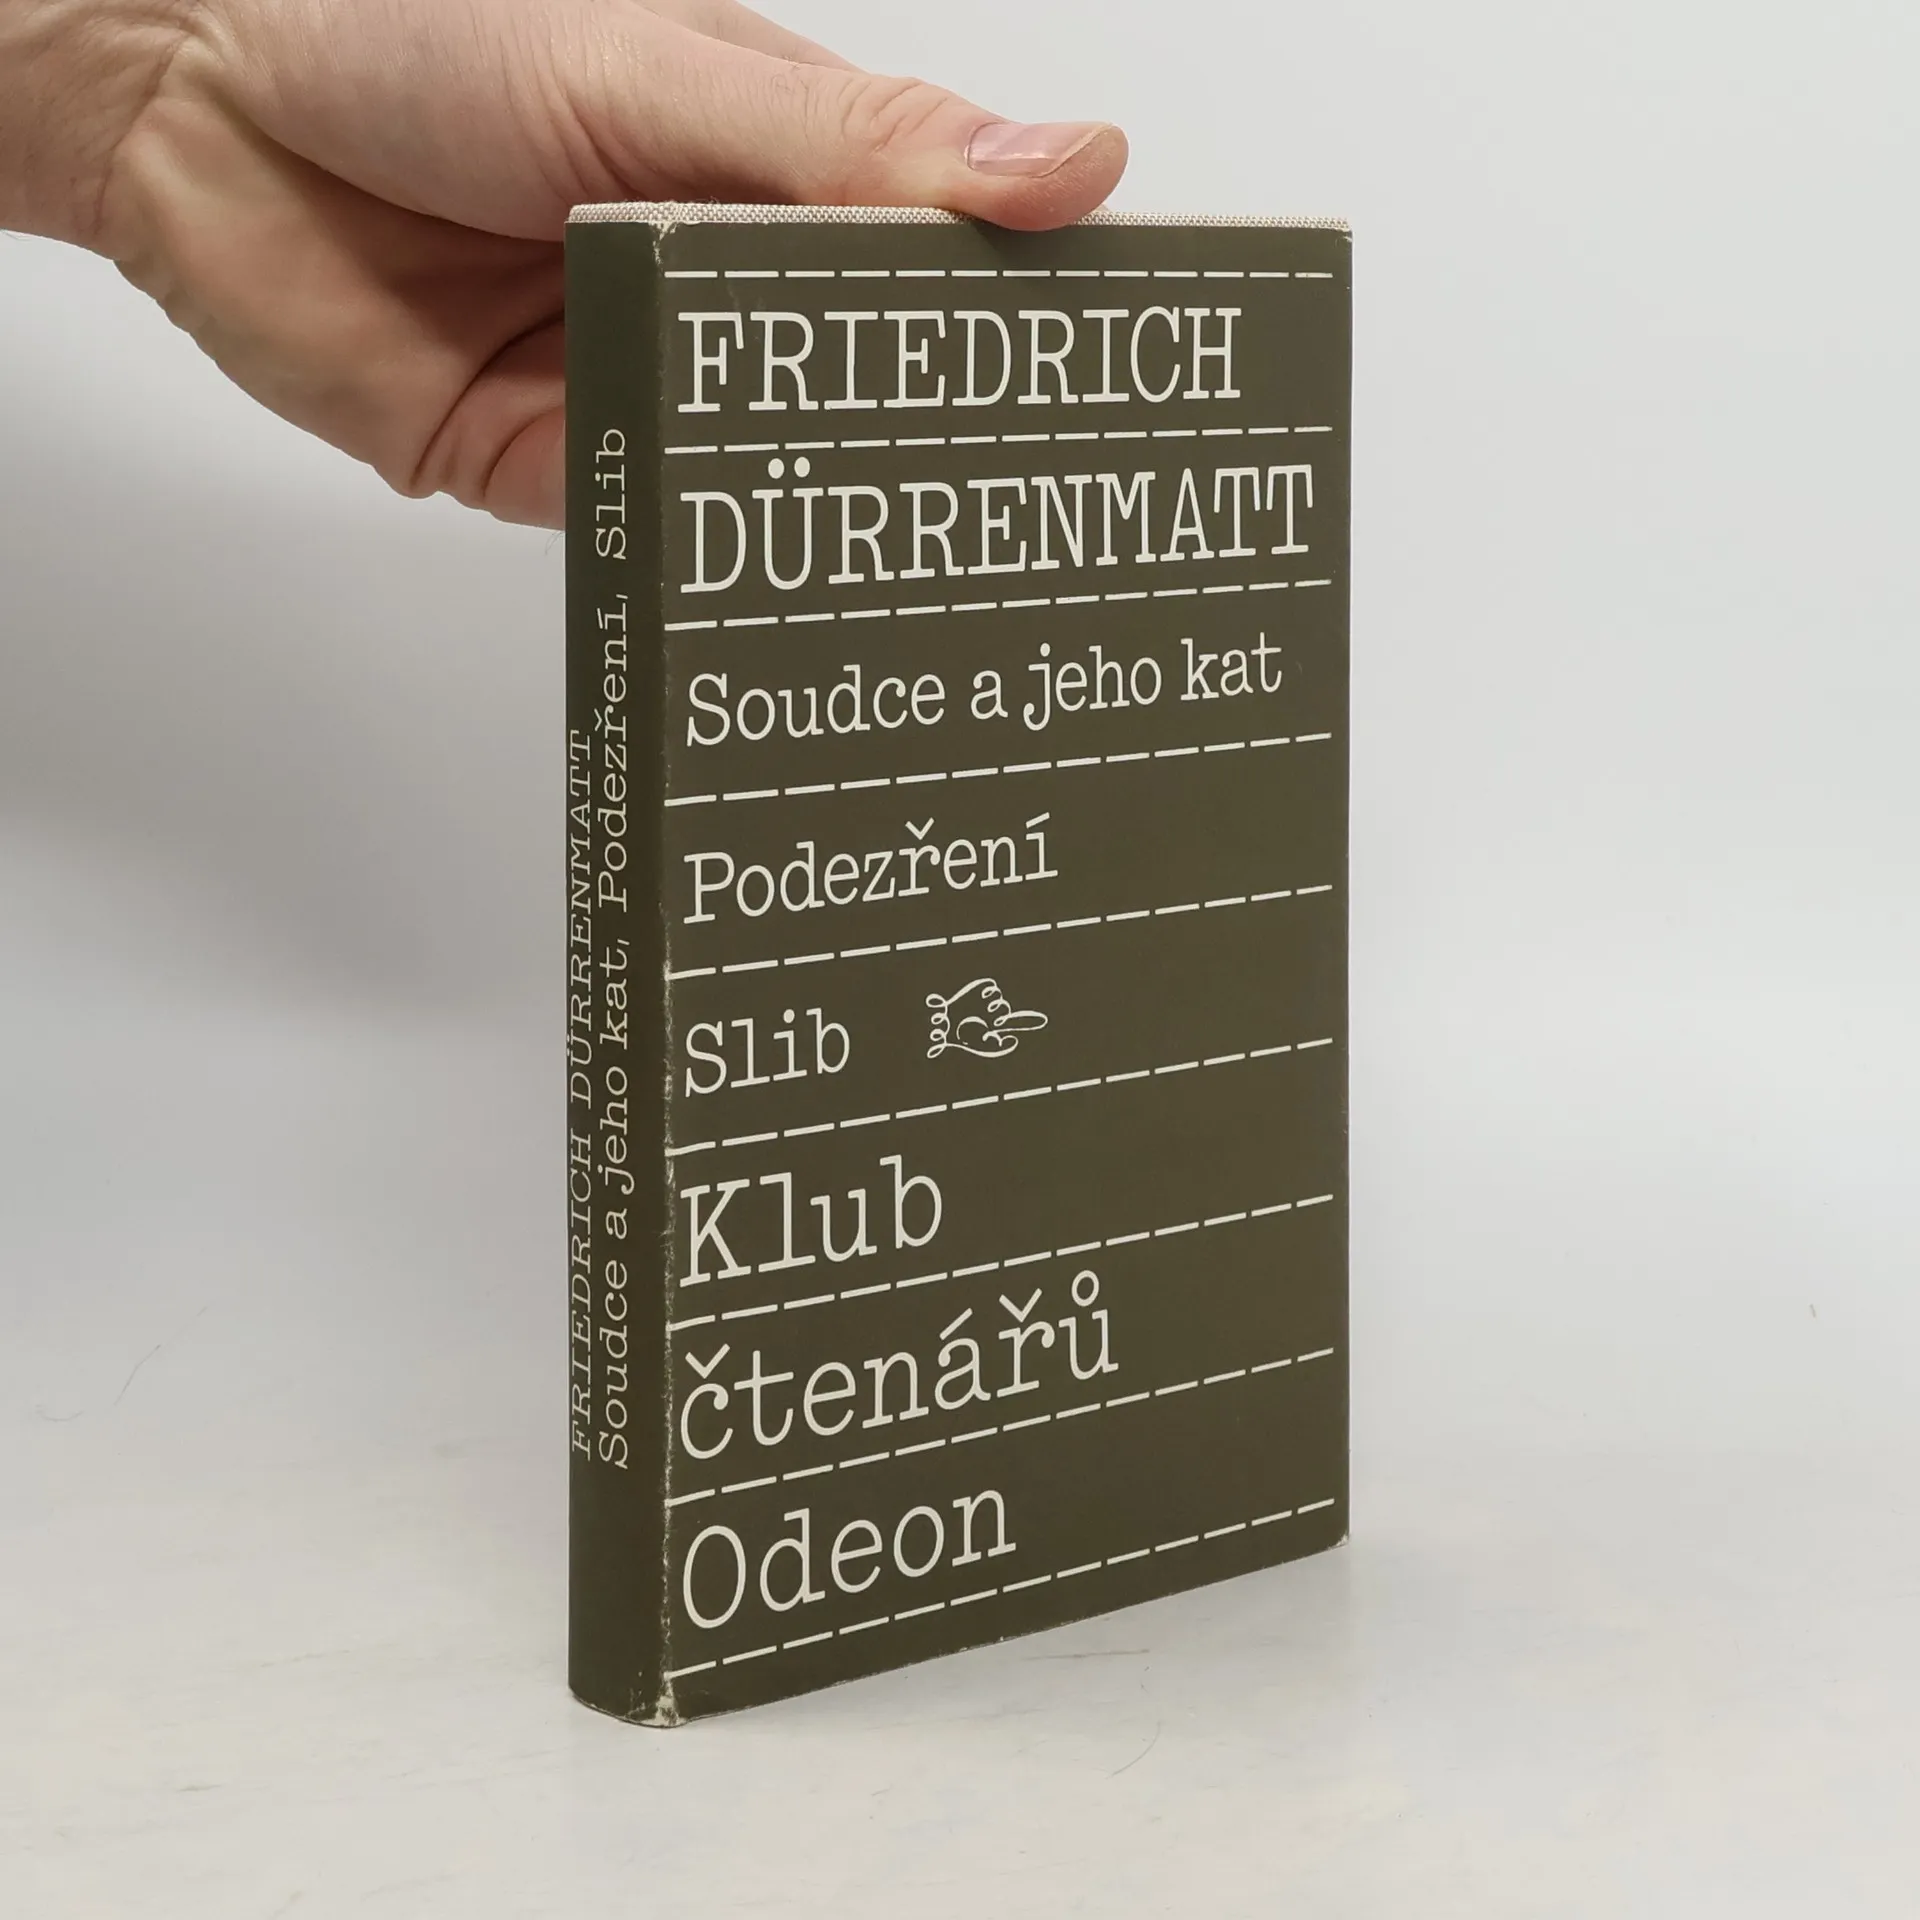 FRIEDRICH
DÜRRENMATT
Soudce a jeho kat
Podezření
Slib
Klub
čtenářů
Odeon
FRIEDRICH DÜRRENMATT
Soudce a jeho kat, Podezření, Slib